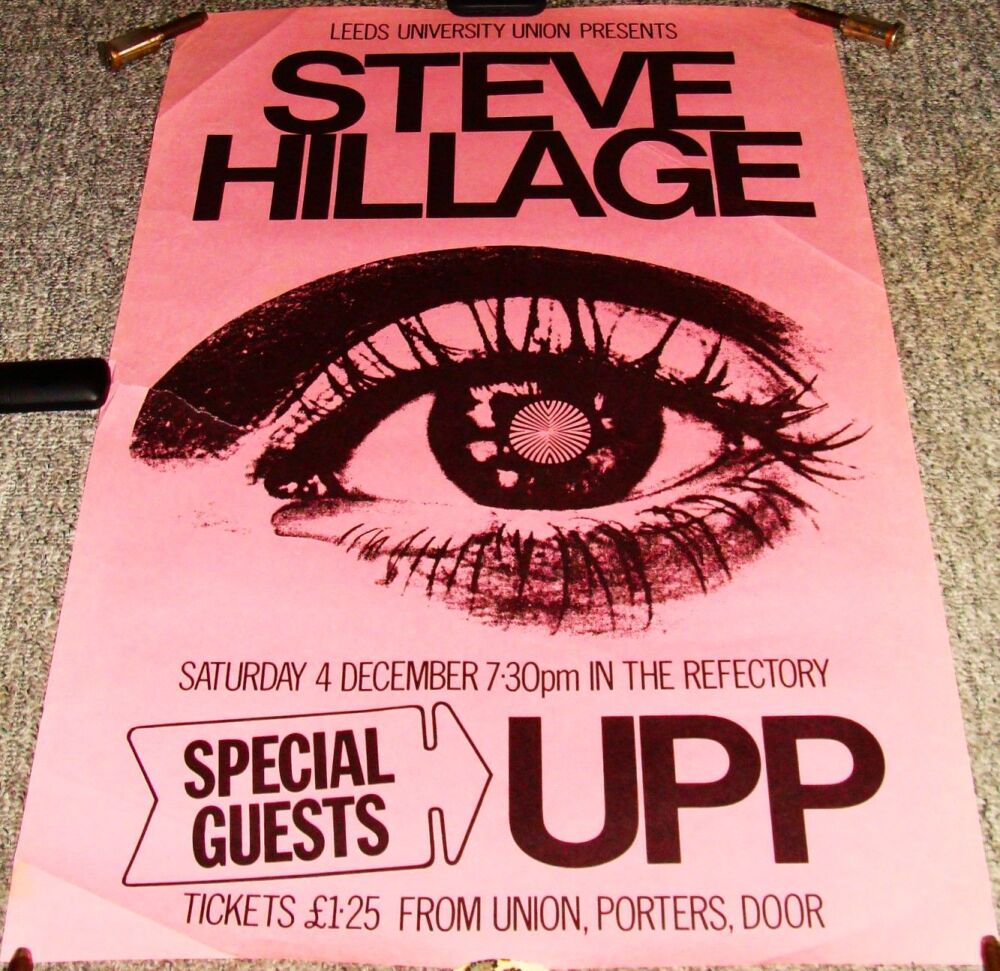 LEEDS UNIVERSITY UNION PRESENTS
STEVE
HILLAGE
SATURDAY 4 DECEMBER 7·30pm IN THE REFECTORY
SPECIAL
GUESTS
UPP
TICKETS £1·25 FROM UNION, PORTERS, DOOR